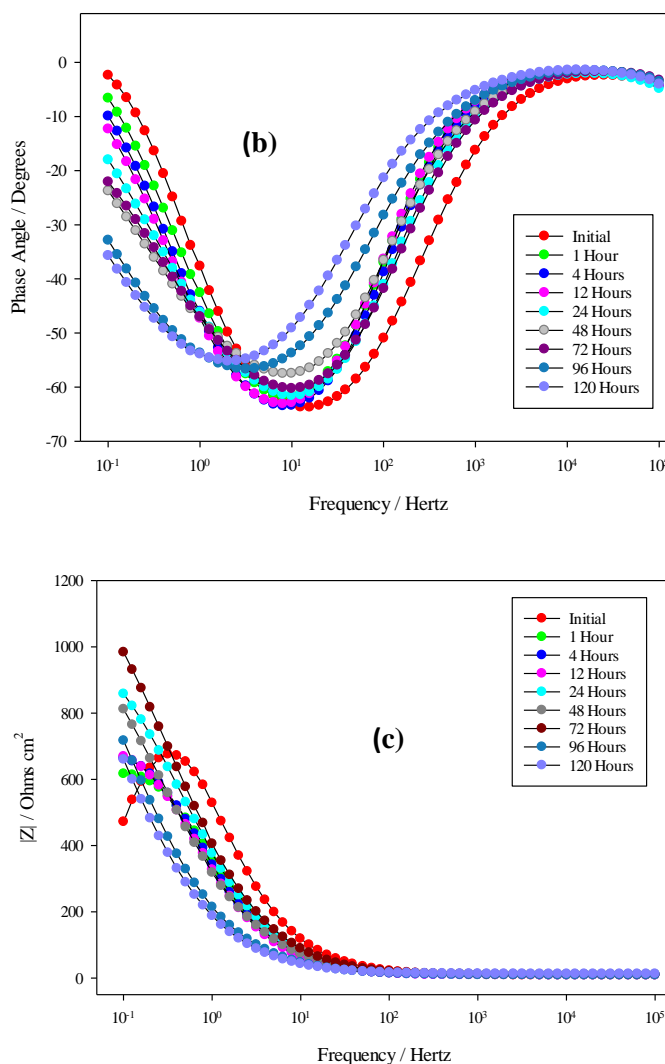 (b)
Phase Angle / Degrees
0
-10
-20
-30
-40
-50
-60
-70
Initial
1 Hour
4 Hours
12 Hours
24 Hours
48 Hours
72 Hours
96 Hours
120 Hours
10⁻¹ 10⁰ 10¹ 10² 10³ 10⁴ 10⁵
Frequency / Hertz
(c)
|Z| / Ohms cm²
1200
1000
800
600
400
200
0
Initial
1 Hour
4 Hours
12 Hours
24 Hours
48 Hours
72 Hours
96 Hours
120 Hours
10⁻¹ 10⁰ 10¹ 10² 10³ 10⁴ 10⁵
Frequency / Hertz